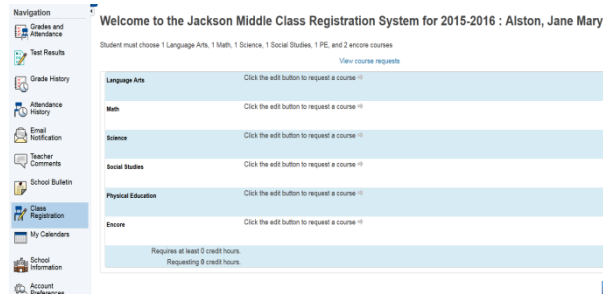 Navigation
Grades and
Attendance
Test Results
Grade History
Attendance
History
Email
Notification
Teacher
Comments
School Bulletin
Class
Registration
My Calendars
School
Information
Account
Preferences
Welcome to the Jackson Middle Class Registration System for 2015-2016 : Alston, Jane Mary
Student must choose 1 Language Arts, 1 Math, 1 Science, 1 Social Studies, 1 PE, and 2 encore courses
View course requests
Language Arts Click the edit button to request a course
Math Click the edit button to request a course
Science Click the edit button to request a course
Social Studies Click the edit button to request a course
Physical Education Click the edit button to request a course
Encore Click the edit button to request a course
Requires at least 0 credit hours.
Requesting 0 credit hours.